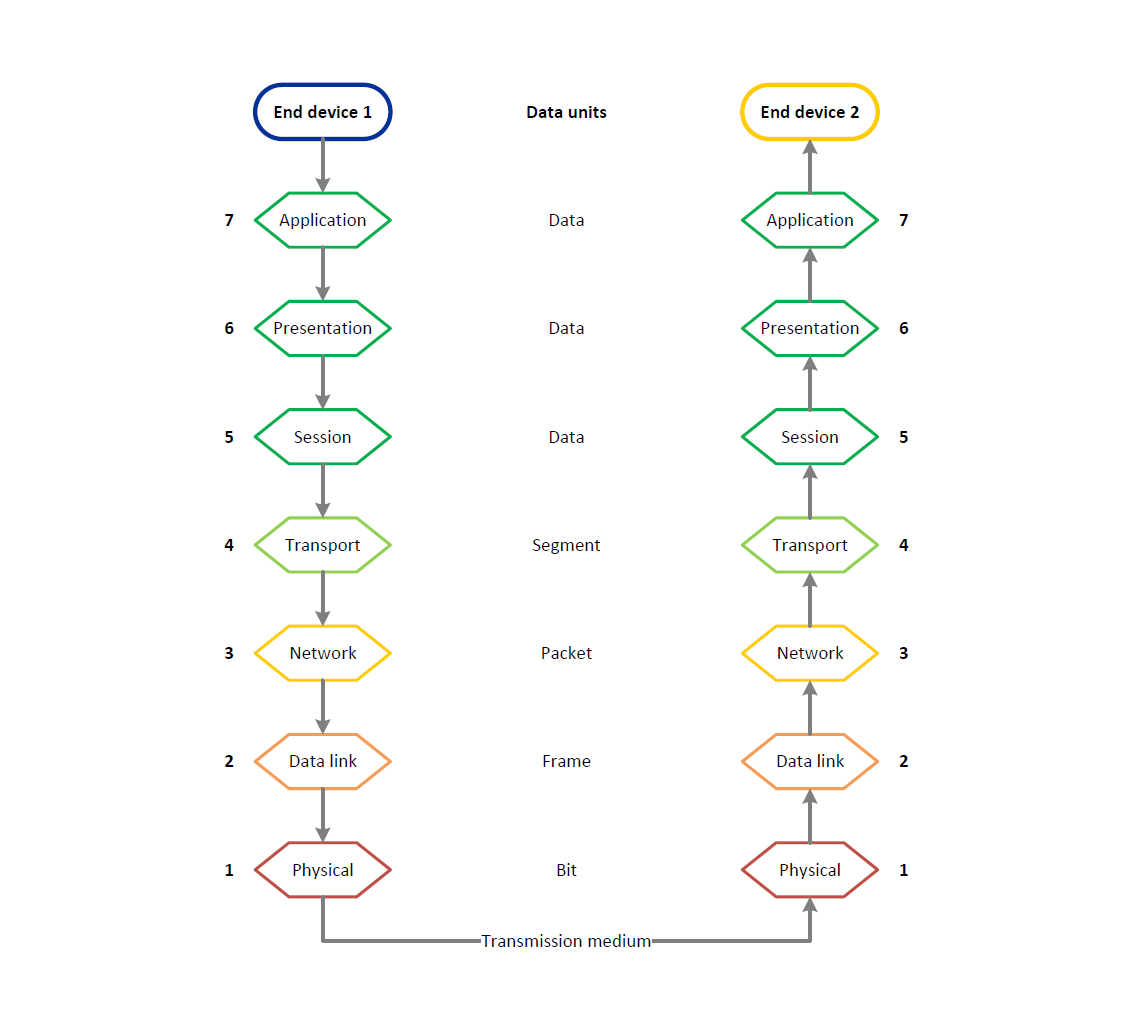 End device 1 Data units End device 2
7 Application Data Application 7
6 Presentation Data Presentation 6
5 Session Data Session 5
4 Transport Segment Transport 4
3 Network Packet Network 3
2 Data link Frame Data link 2
1 Physical Bit Physical 1
Transmission medium